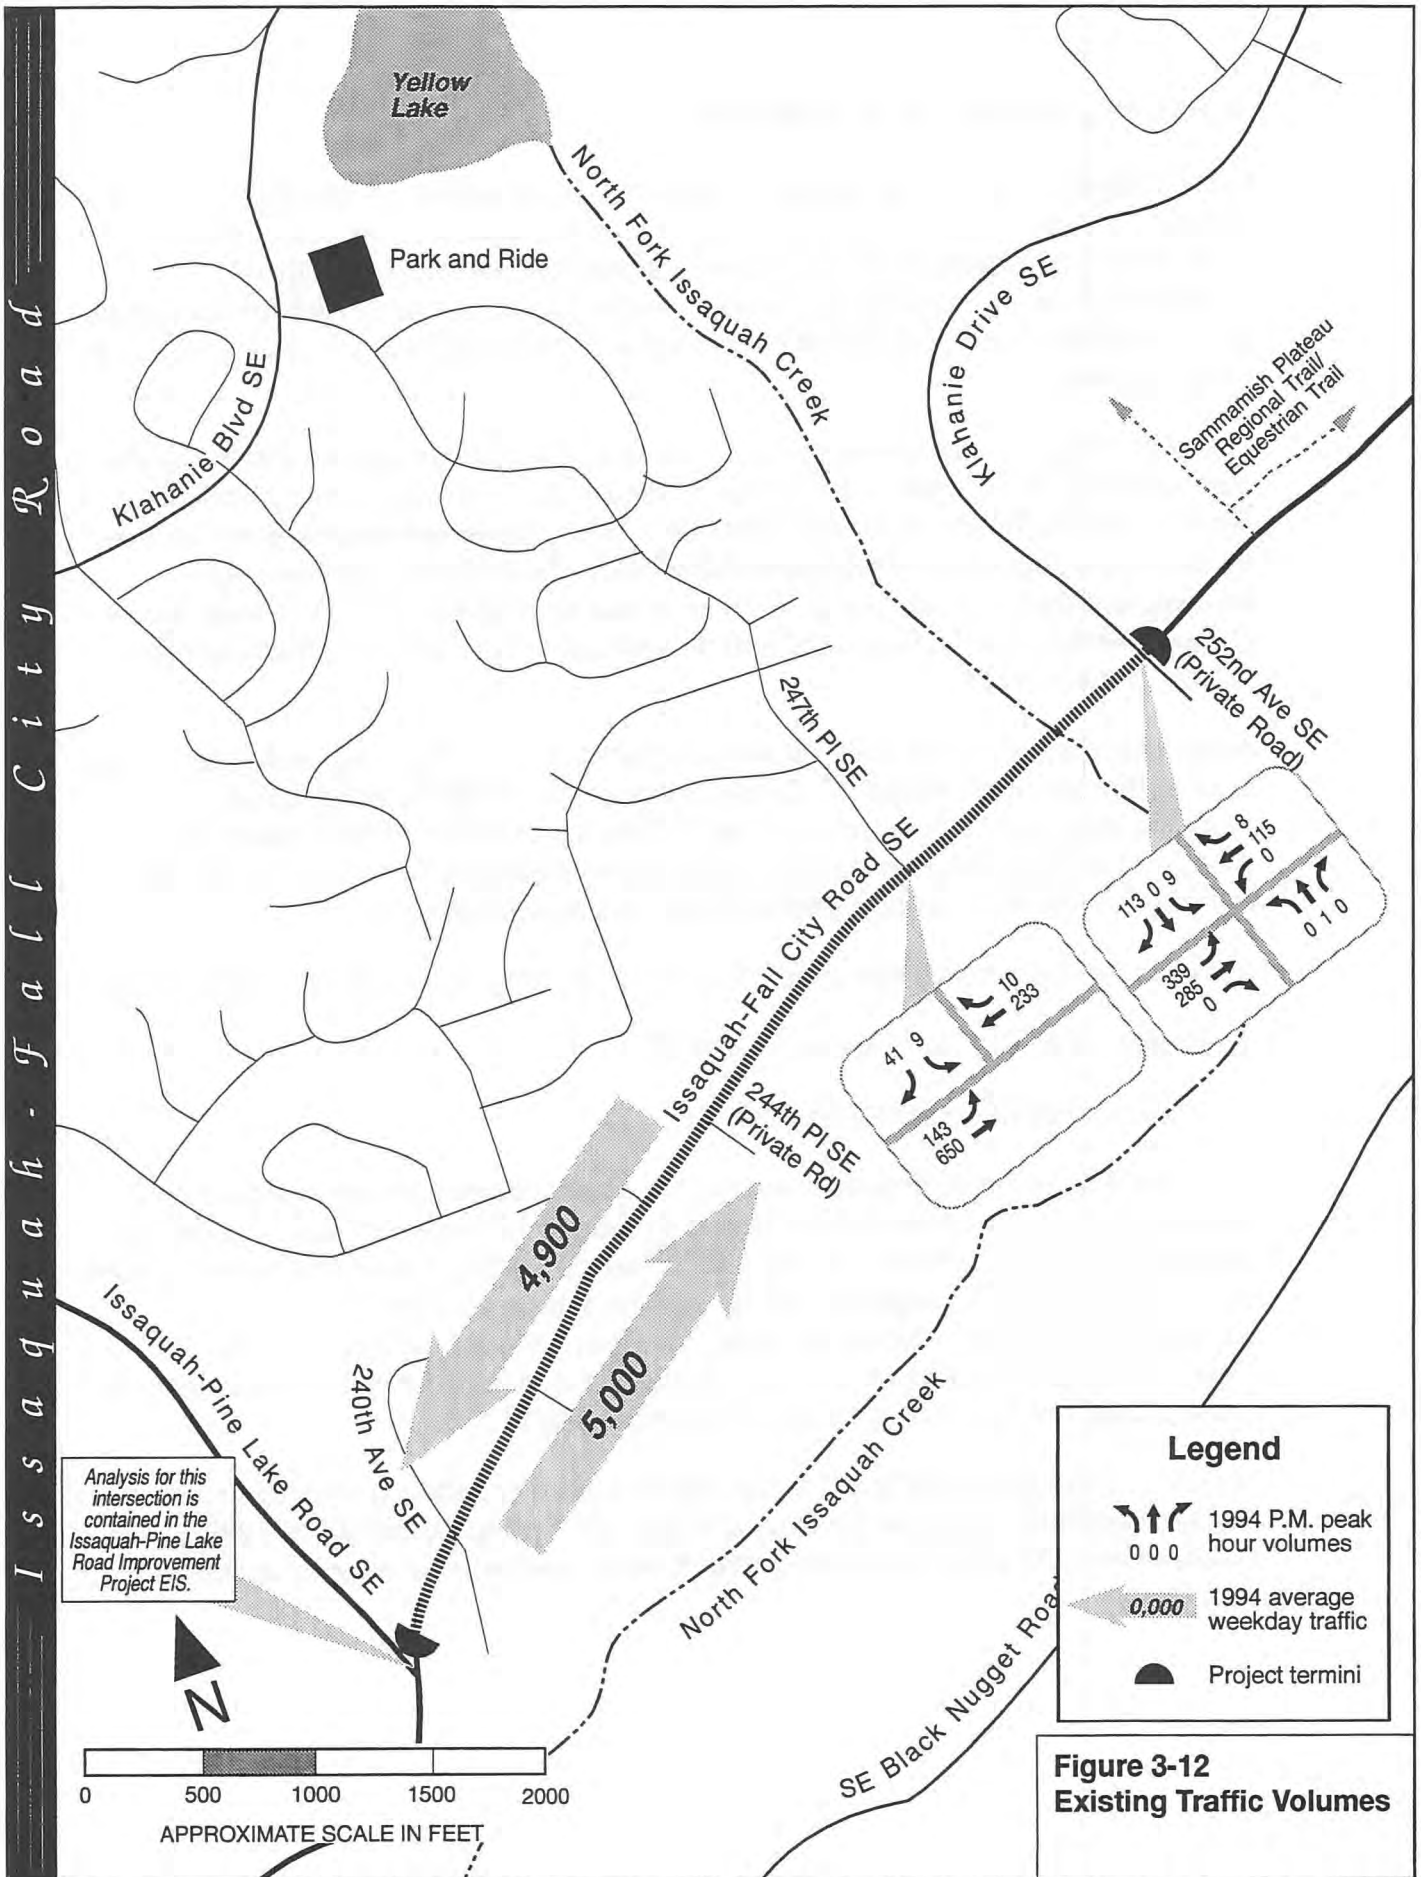 Issaquah-Fall City Road
Yellow
Lake
North Fork Issaquah Creek
Park and Ride
Klahanie Drive SE
Sammamish Plateau
Regional Trail/
Equestrian Trail
Klahanie Blvd SE
252nd Ave SE
(Private Road)
247th Pl SE
8
115
0
113 0 9
0 1 0
339
285
0
Issaquah-Fall City Road SE
10
233
41 9
143
650
244th Pl SE
(Private Rd)
4,900
5,000
Issaquah-Pine Lake Road SE
240th Ave SE
North Fork Issaquah Creek
Analysis for this
intersection is
contained in the
Issaquah-Pine Lake
Road Improvement
Project EIS.
N
SE Black Nugget Road
Legend
0 0 0
1994 P.M. peak
hour volumes
0,000
1994 average
weekday traffic
Project termini
0 500 1000 1500 2000
APPROXIMATE SCALE IN FEET
Figure 3-12
Existing Traffic Volumes